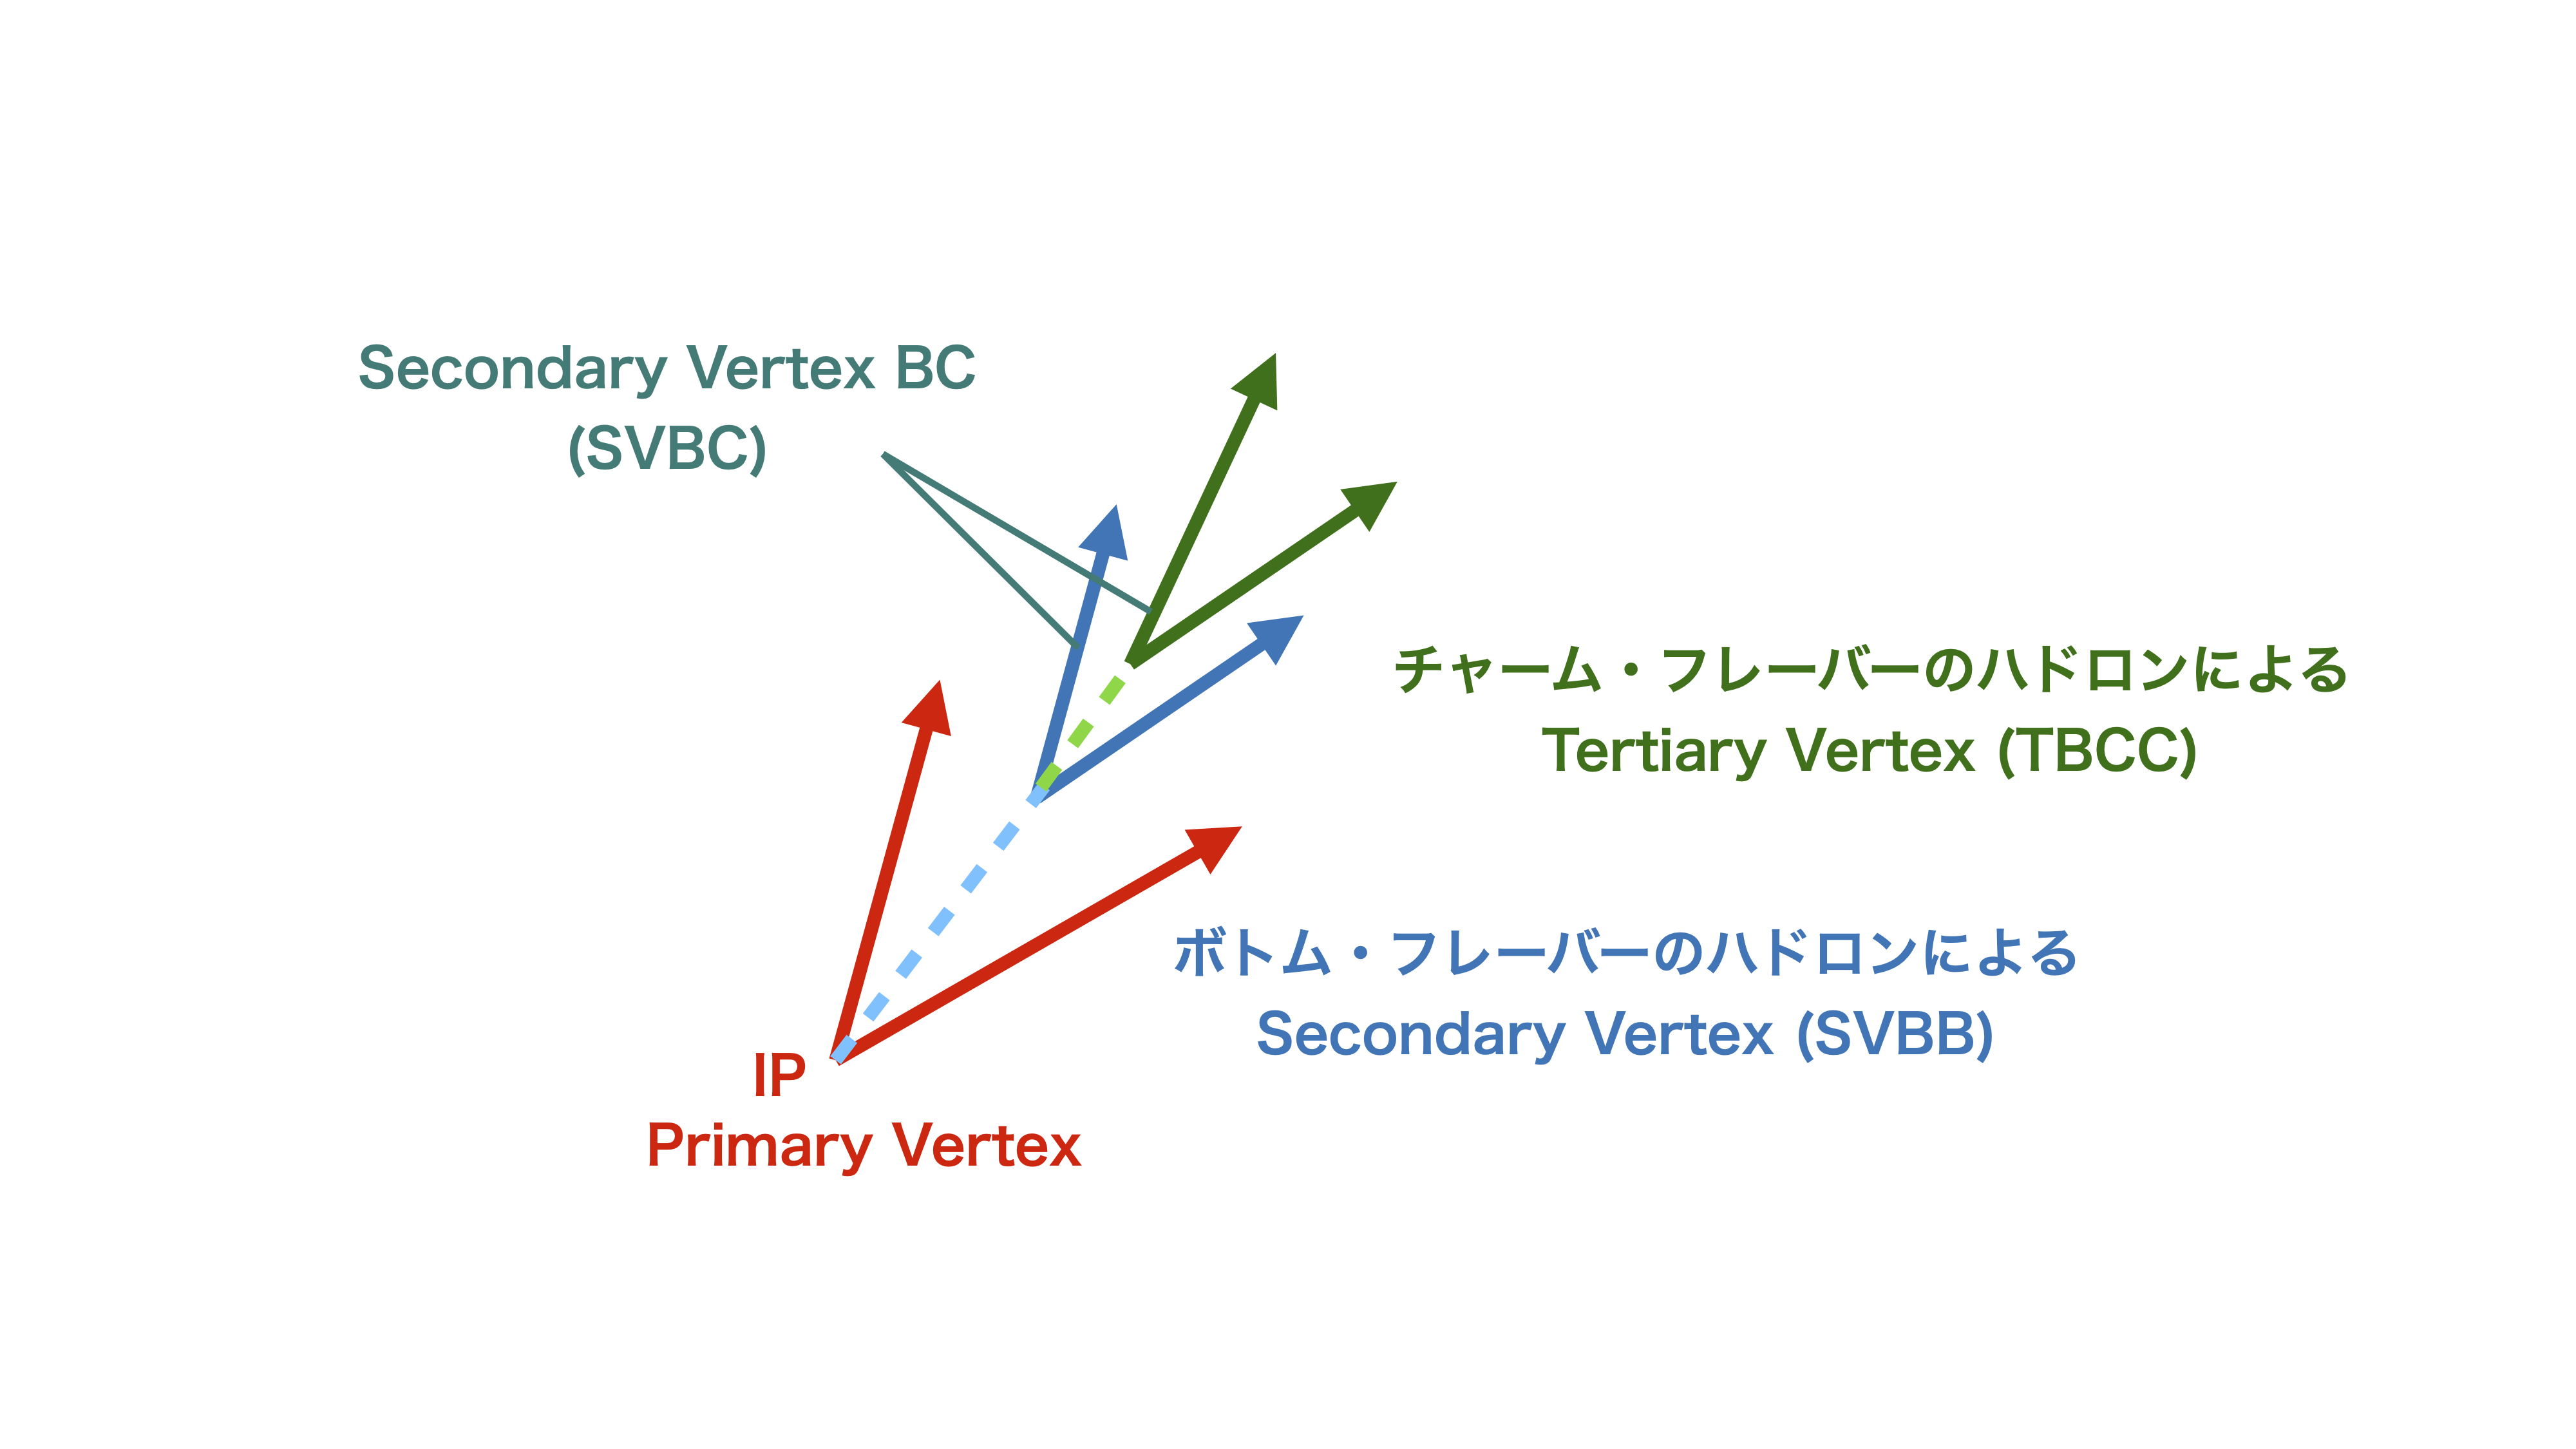 Secondary Vertex BC
(SVBC)
チャーム・フレーバーのハドロンによる
Tertiary Vertex (TBCC)
ボトム・フレーバーのハドロンによる
Secondary Vertex (SVBB)
IP
Primary Vertex